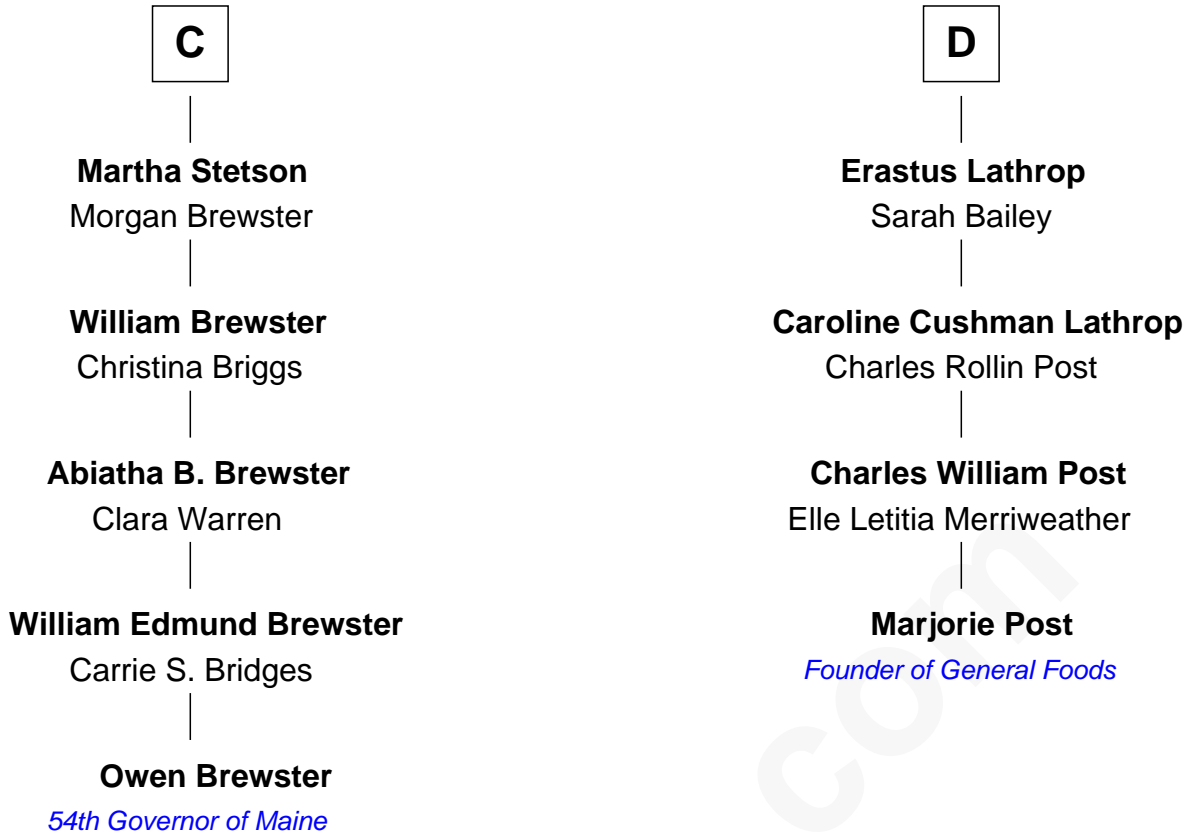 C
Martha Stetson
Morgan Brewster
William Brewster
Christina Briggs
Abiatha B. Brewster
Clara Warren
William Edmund Brewster
Carrie S. Bridges
Owen Brewster
54th Governor of Maine
D
Erastus Lathrop
Sarah Bailey
Caroline Cushman Lathrop
Charles Rollin Post
Charles William Post
Elle Letitia Merriweather
Marjorie Post
Founder of General Foods
com